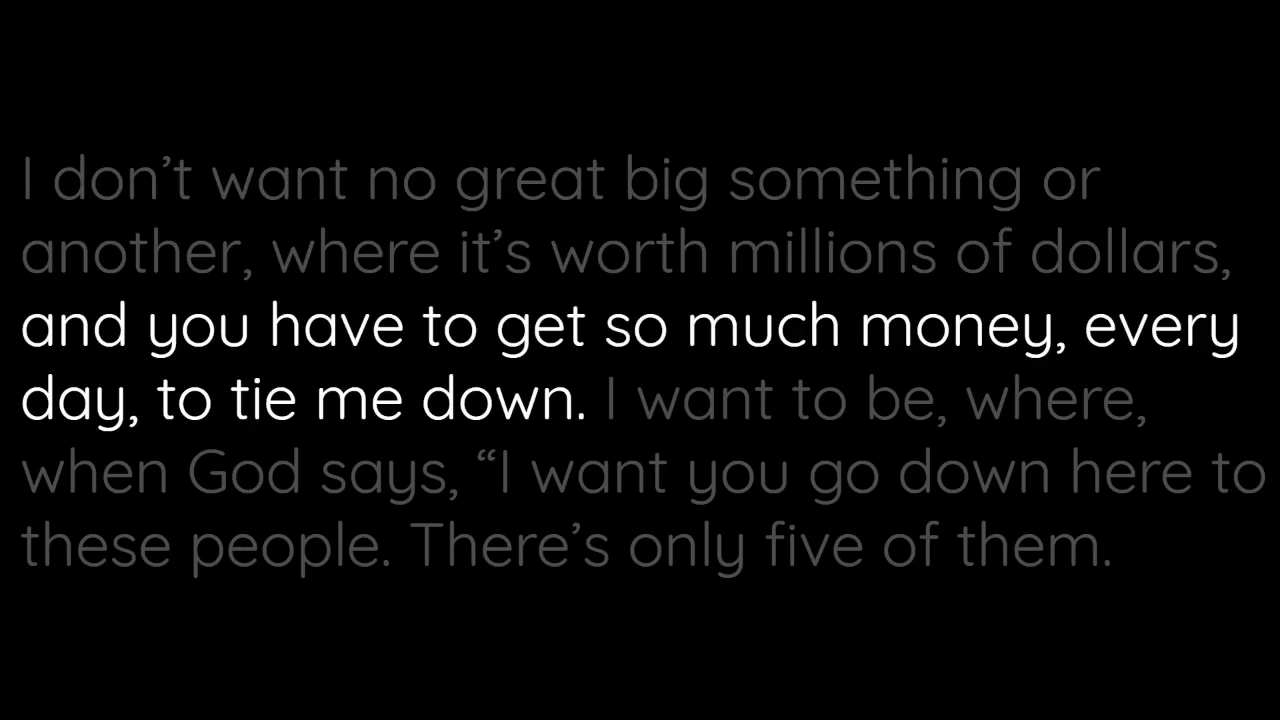 I don’t want no great big something or
another, where it’s worth millions of dollars,
and you have to get so much money, every
day, to tie me down. I want to be, where,
when God says, “I want you go down here to
these people. There’s only five of them.